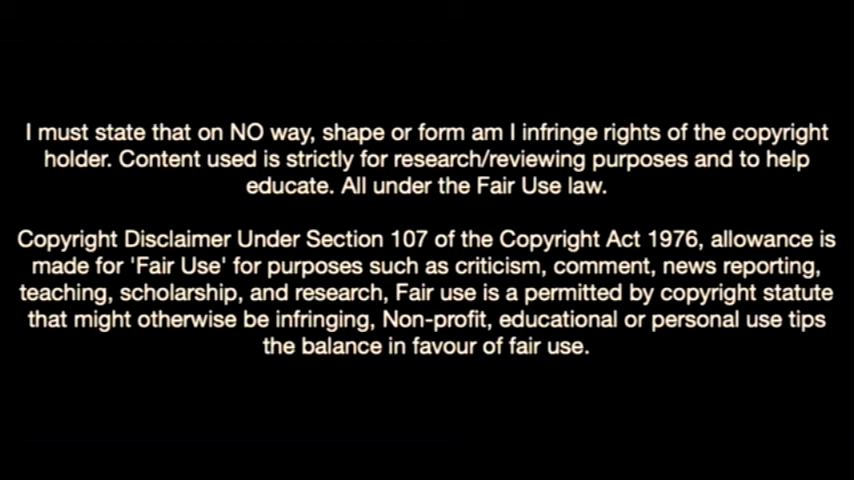 I must state that on NO way, shape or form am I infringe rights of the copyright
holder. Content used is strictly for research/reviewing purposes and to help
educate. All under the Fair Use law.
Copyright Disclaimer Under Section 107 of the Copyright Act 1976, allowance is
made for 'Fair Use' for purposes such as criticism, comment, news reporting,
teaching, scholarship, and research, Fair use is a permitted by copyright statute
that might otherwise be infringing, Non-profit, educational or personal use tips
the balance in favour of fair use.